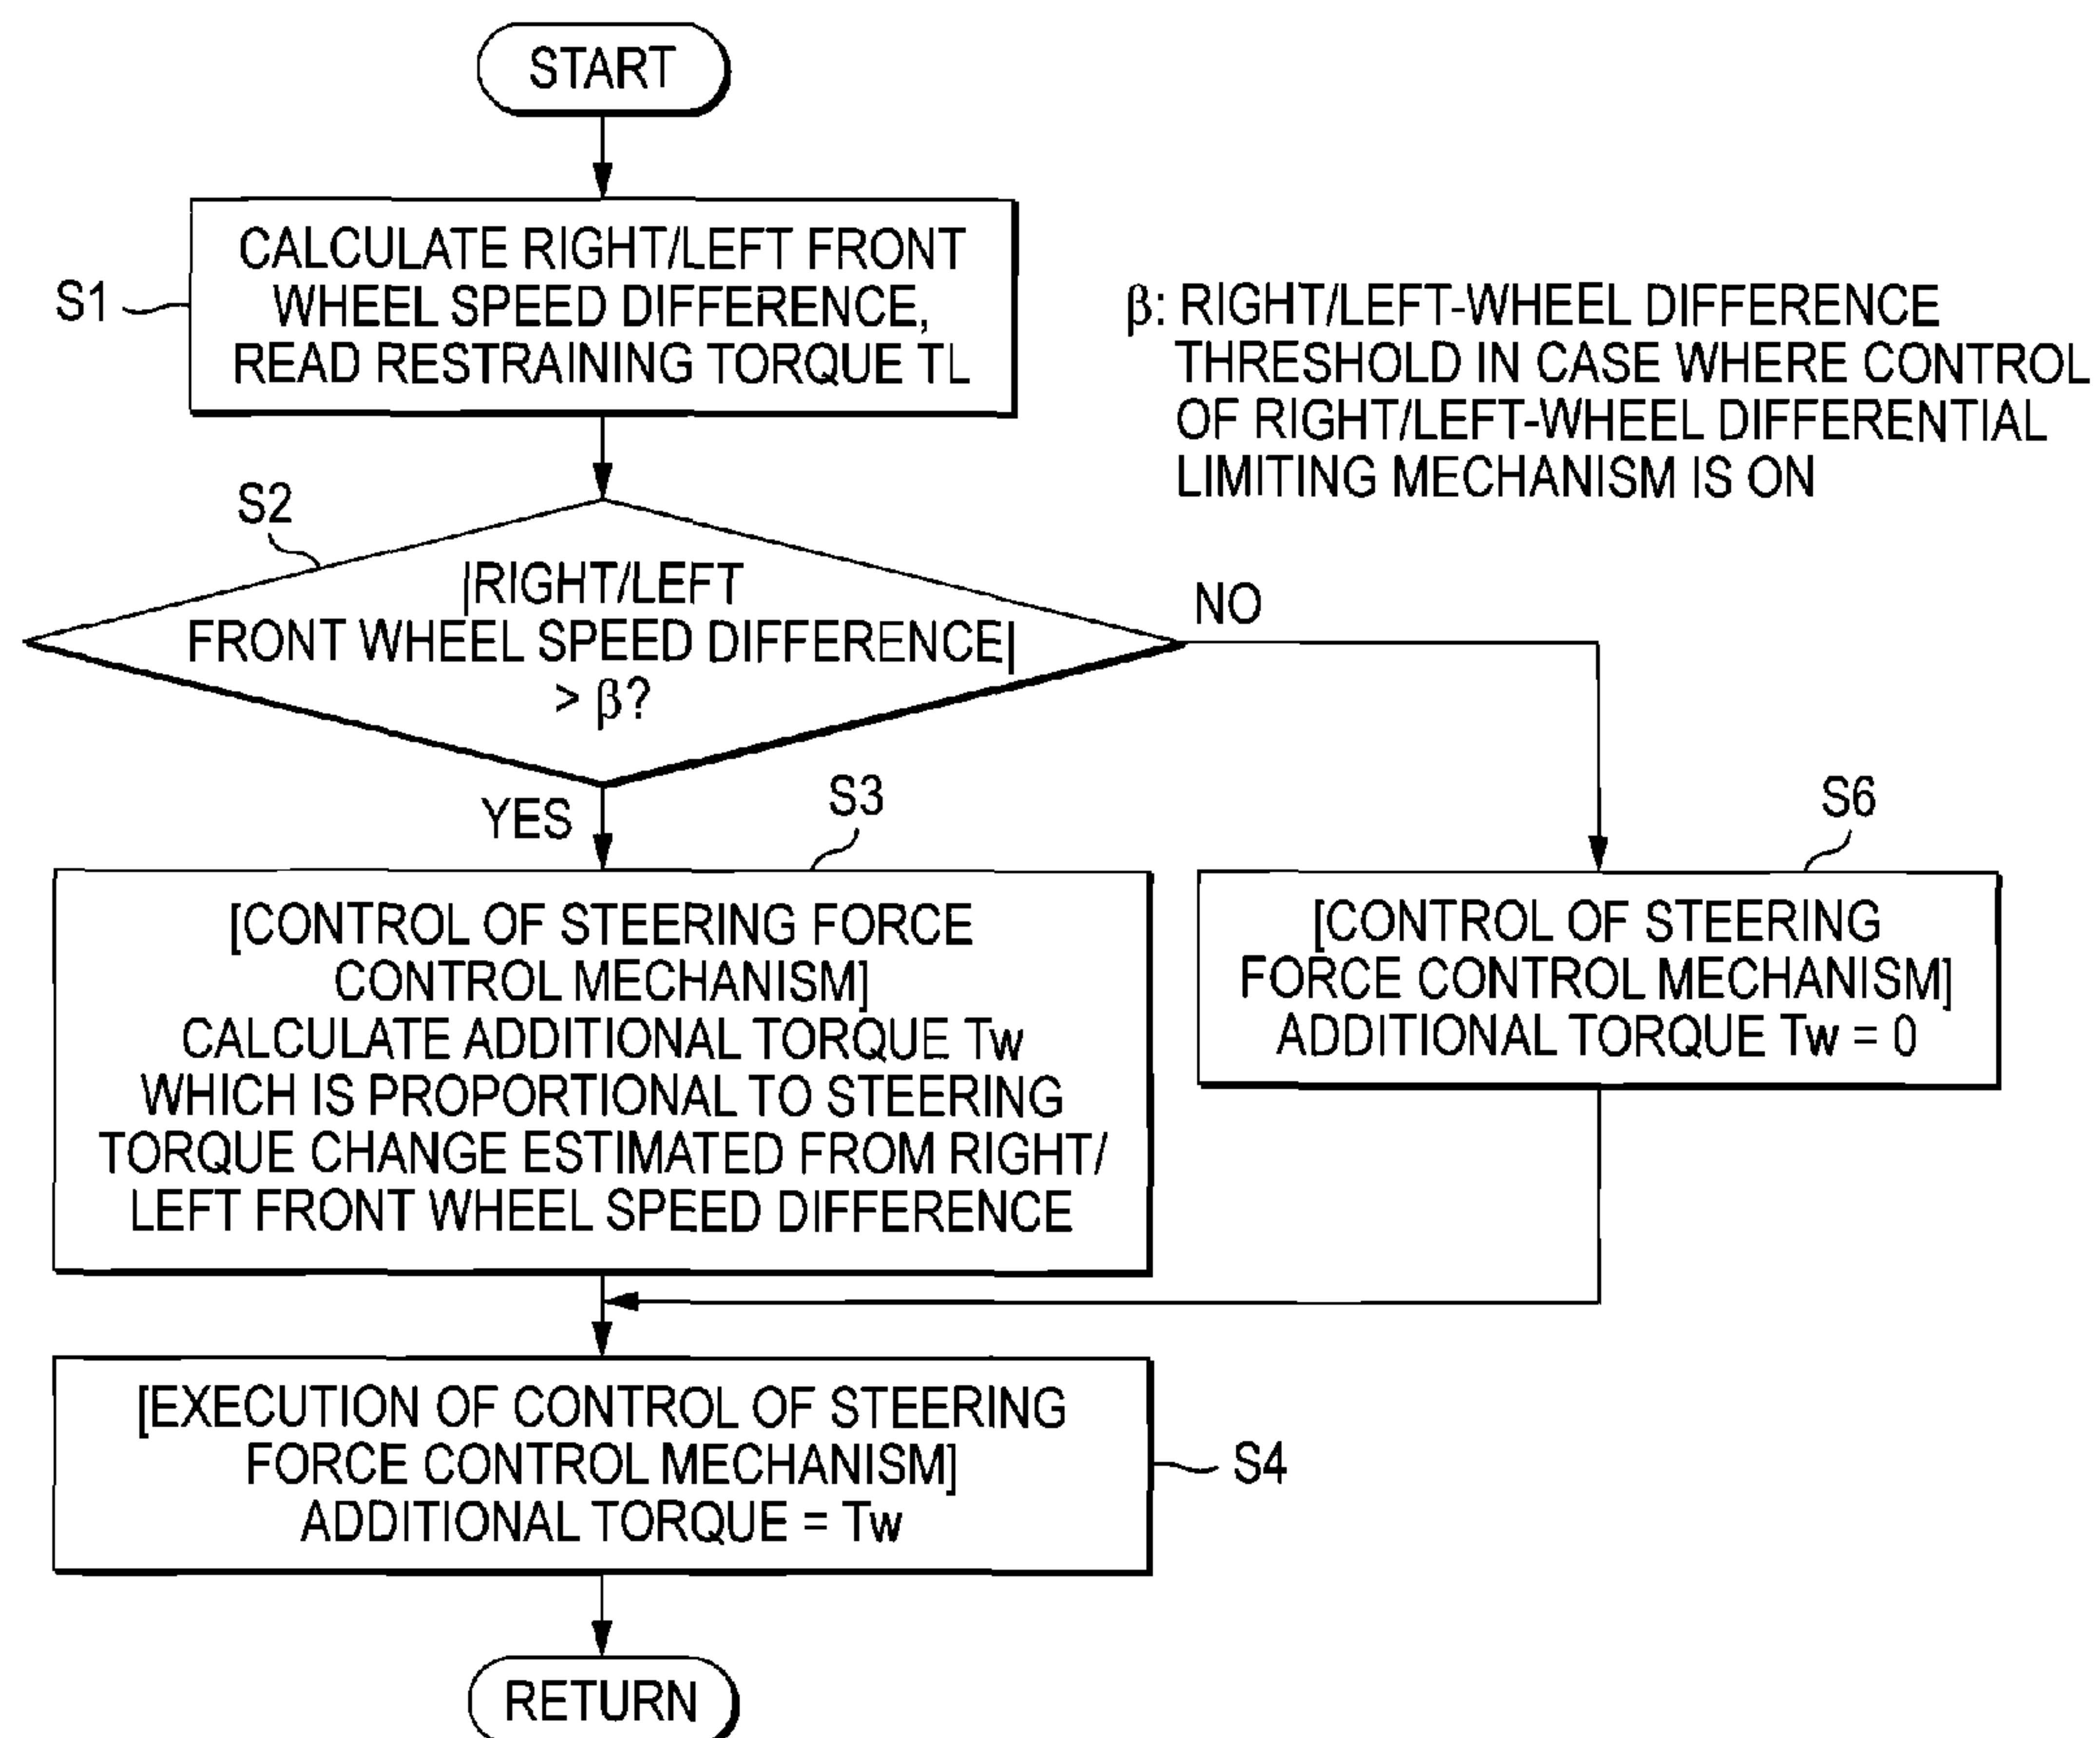 START
S1
CALCULATE RIGHT/LEFT FRONT
WHEEL SPEED DIFFERENCE,
READ RESTRAINING TORQUE TL
β: RIGHT/LEFT-WHEEL DIFFERENCE
THRESHOLD IN CASE WHERE CONTROL
OF RIGHT/LEFT-WHEEL DIFFERENTIAL
LIMITING MECHANISM IS ON
S2
|RIGHT/LEFT
FRONT WHEEL SPEED DIFFERENCE|
> β?
NO
YES
S3
[CONTROL OF STEERING FORCE
CONTROL MECHANISM]
CALCULATE ADDITIONAL TORQUE Tw
WHICH IS PROPORTIONAL TO STEERING
TORQUE CHANGE ESTIMATED FROM RIGHT/
LEFT FRONT WHEEL SPEED DIFFERENCE
S6
[CONTROL OF STEERING
FORCE CONTROL MECHANISM]
ADDITIONAL TORQUE Tw = 0
[EXECUTION OF CONTROL OF STEERING
FORCE CONTROL MECHANISM]
ADDITIONAL TORQUE = Tw
S4
RETURN